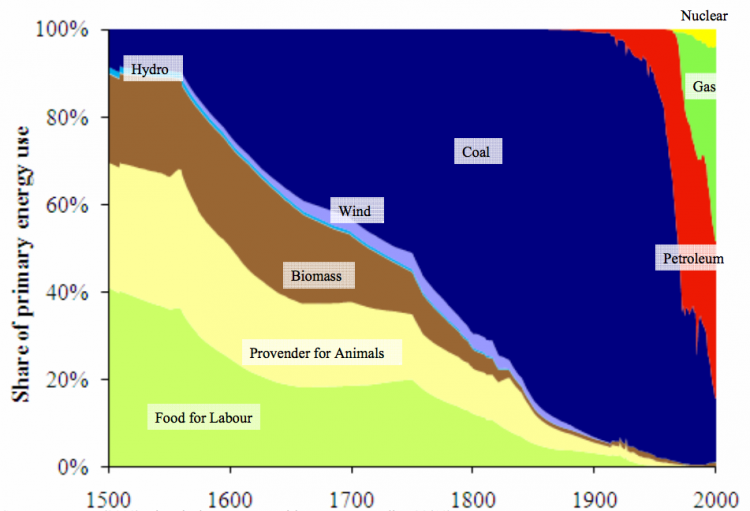 Nuclear
100%
Hydro
Gas
80%
Coal
60%
Wind
Petroleum
Biomass
40%
Provender for Animals
20%
Food for Labour
0%
Share of primary energy use
1500 1600 1700 1800 1900 2000